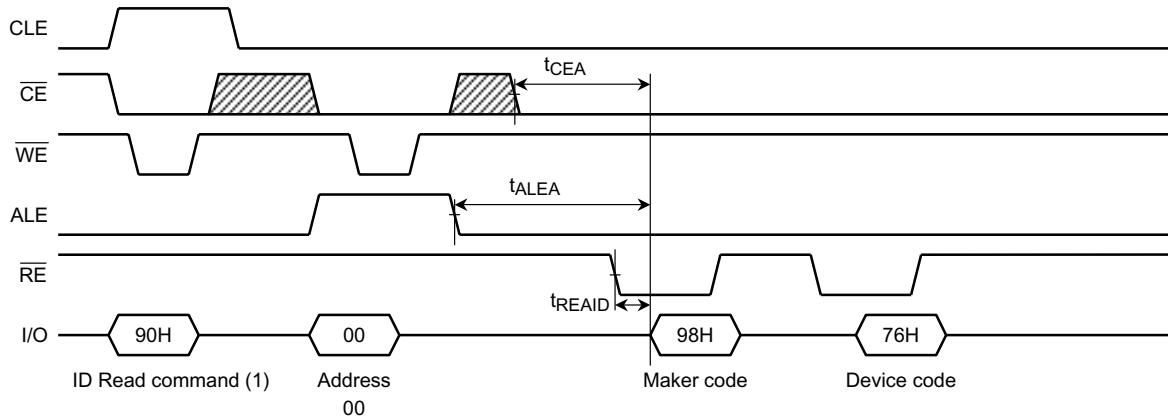 CLE
tCEA
CE
WE
tALEA
ALE
RE
tREAID
I/O 90H 00 98H 76H
ID Read command (1) Address Maker code Device code
00